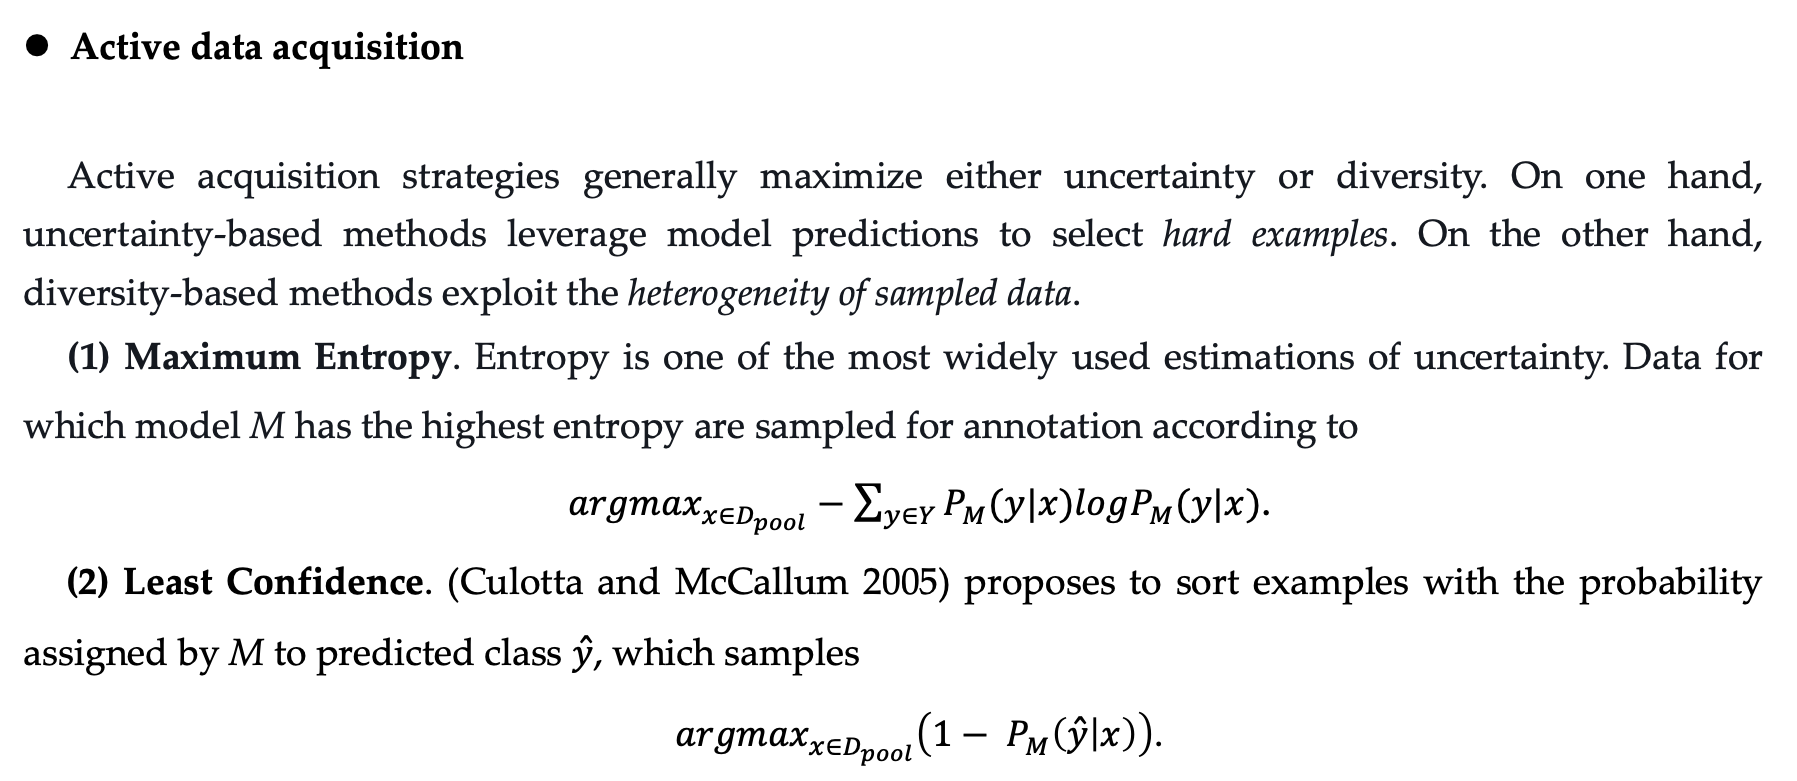 ● Active data acquisition
Active acquisition strategies generally maximize either uncertainty or diversity. On one hand,
uncertainty-based methods leverage model predictions to select hard examples. On the other hand,
diversity-based methods exploit the heterogeneity of sampled data.
(1) Maximum Entropy. Entropy is one of the most widely used estimations of uncertainty. Data for
which model M has the highest entropy are sampled for annotation according to
argmax_{x∈D_{pool}} − ∑_{y∈Y} P_M(y|x)logP_M(y|x).
(2) Least Confidence. (Culotta and McCallum 2005) proposes to sort examples with the probability
assigned by M to predicted class ŷ, which samples
argmax_{x∈D_{pool}}(1 − P_M(ŷ|x)).